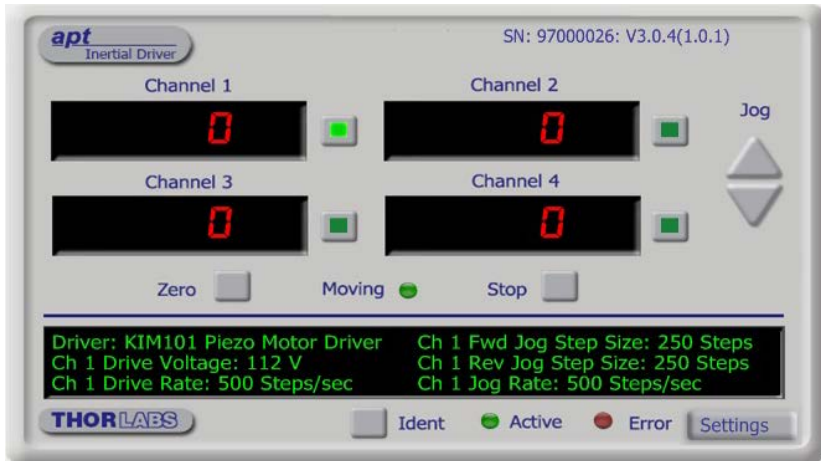 apt
Inertial Driver
SN: 97000026: V3.0.4(1.0.1)
Channel 1
Channel 2
0
0
Jog
Channel 3
Channel 4
0
0
Zero
Moving
Stop
Driver: KIM101 Piezo Motor Driver
Ch 1 Drive Voltage: 112 V
Ch 1 Drive Rate: 500 Steps/sec
Ch 1 Fwd Jog Step Size: 250 Steps
Ch 1 Rev Jog Step Size: 250 Steps
Ch 1 Jog Rate: 500 Steps/sec
THORLABS
Ident
Active
Error
Settings